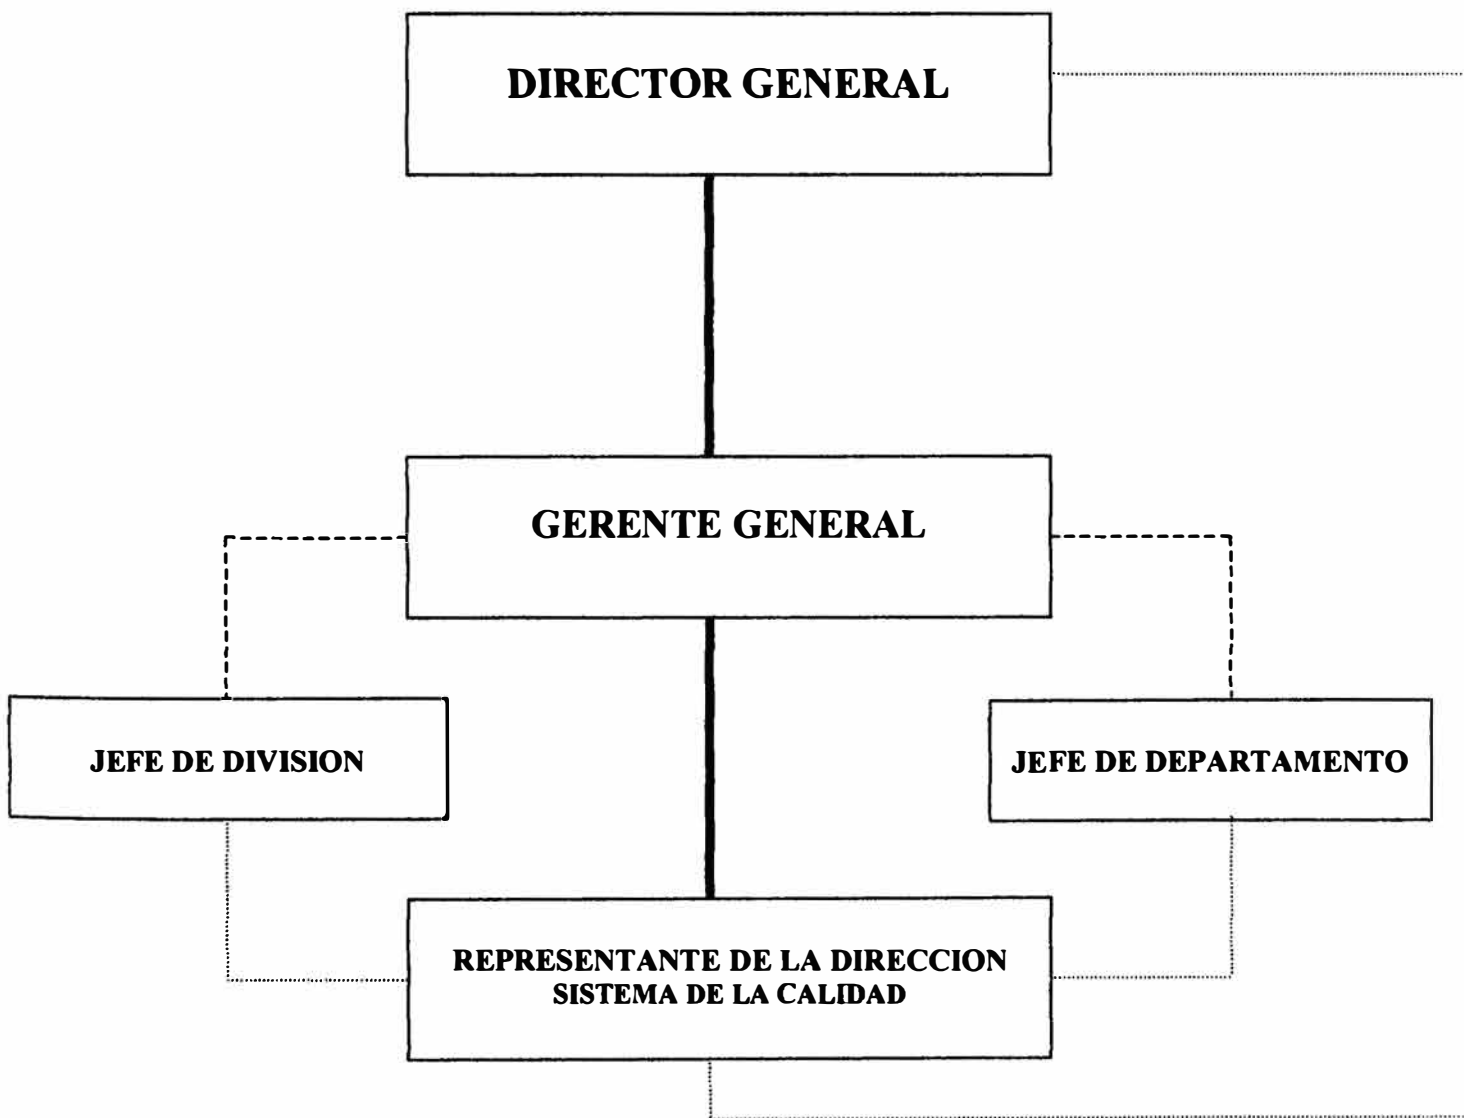 DIRECTOR GENERAL
GERENTE GENERAL
JEFE DE DIVISION
JEFE DE DEPARTAMENTO
REPRESENTANTE DE LA DIRECCION
SISTEMA DE LA CALIDAD